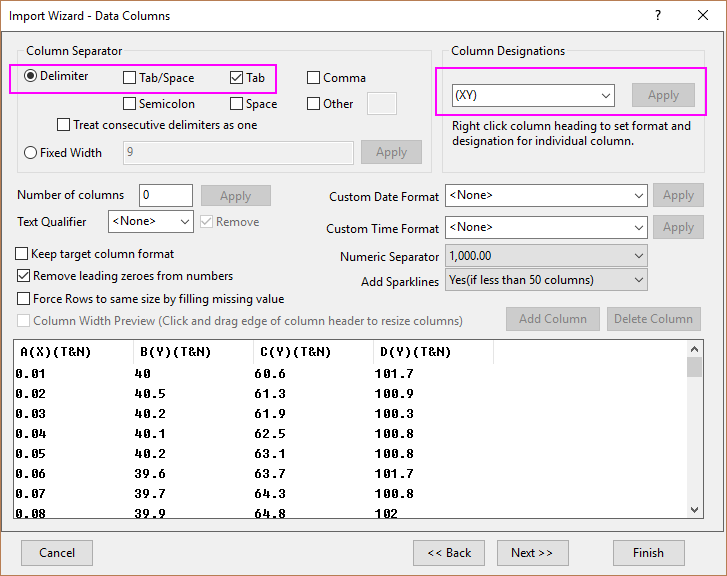 Import Wizard - Data Columns
?
Column Separator
Delimiter
Tab/Space
Tab
Comma
Semicolon
Space
Other
Treat consecutive delimiters as one
Fixed Width
9
Apply
Column Designations
(XY)
Apply
Right click column heading to set format and
designation for individual column.
Number of columns
0
Apply
Text Qualifier
<None>
Remove
Custom Date Format
<None>
Apply
Custom Time Format
<None>
Apply
Numeric Separator
1,000.00
Add Sparklines
Yes(if less than 50 columns)
Keep target column format
Remove leading zeroes from numbers
Force Rows to same size by filling missing value
Column Width Preview (Click and drag edge of column header to resize columns)
Add Column
Delete Column
A(X)(T&N) B(Y)(T&N) C(Y)(T&N) D(Y)(T&N)
0.01 40 60.6 101.7
0.02 40.5 61.3 100.9
0.03 40.2 61.9 100.3
0.04 40.1 62.5 100.8
0.05 40.2 63.1 100.8
0.06 39.6 63.7 101.7
0.07 39.7 64.3 100.8
0.08 39.9 64.8 102
Cancel
<< Back
Next >>
Finish